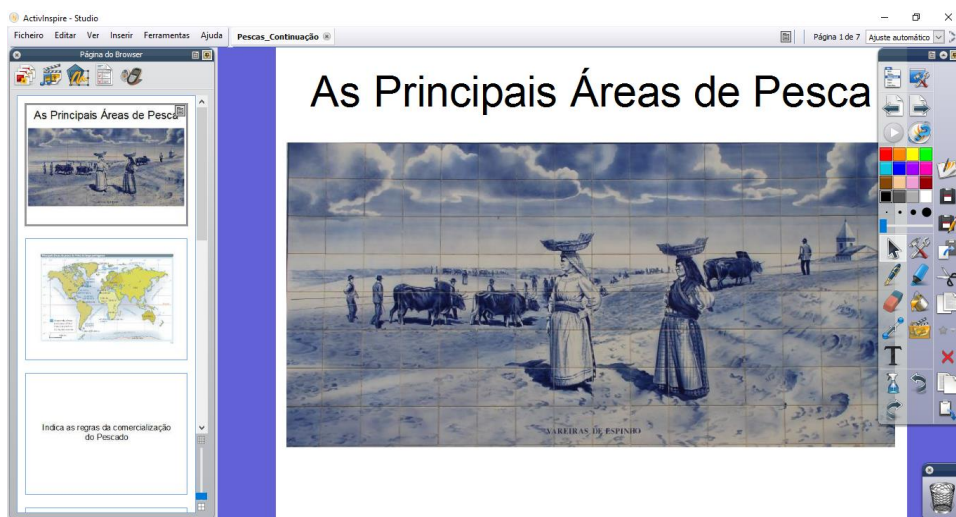 ActivInspire - Studio
Ficheiro Editar Ver Inserir Ferramentas Ajuda
Pescas_Continuação
Página 1 de 7
Ajuste automático
Página do Browser
As Principais Áreas de Pesca
Indica as regras da comercialização
do Pescado
As Principais Áreas de Pesca
VAREIRAS DE ESPINHO